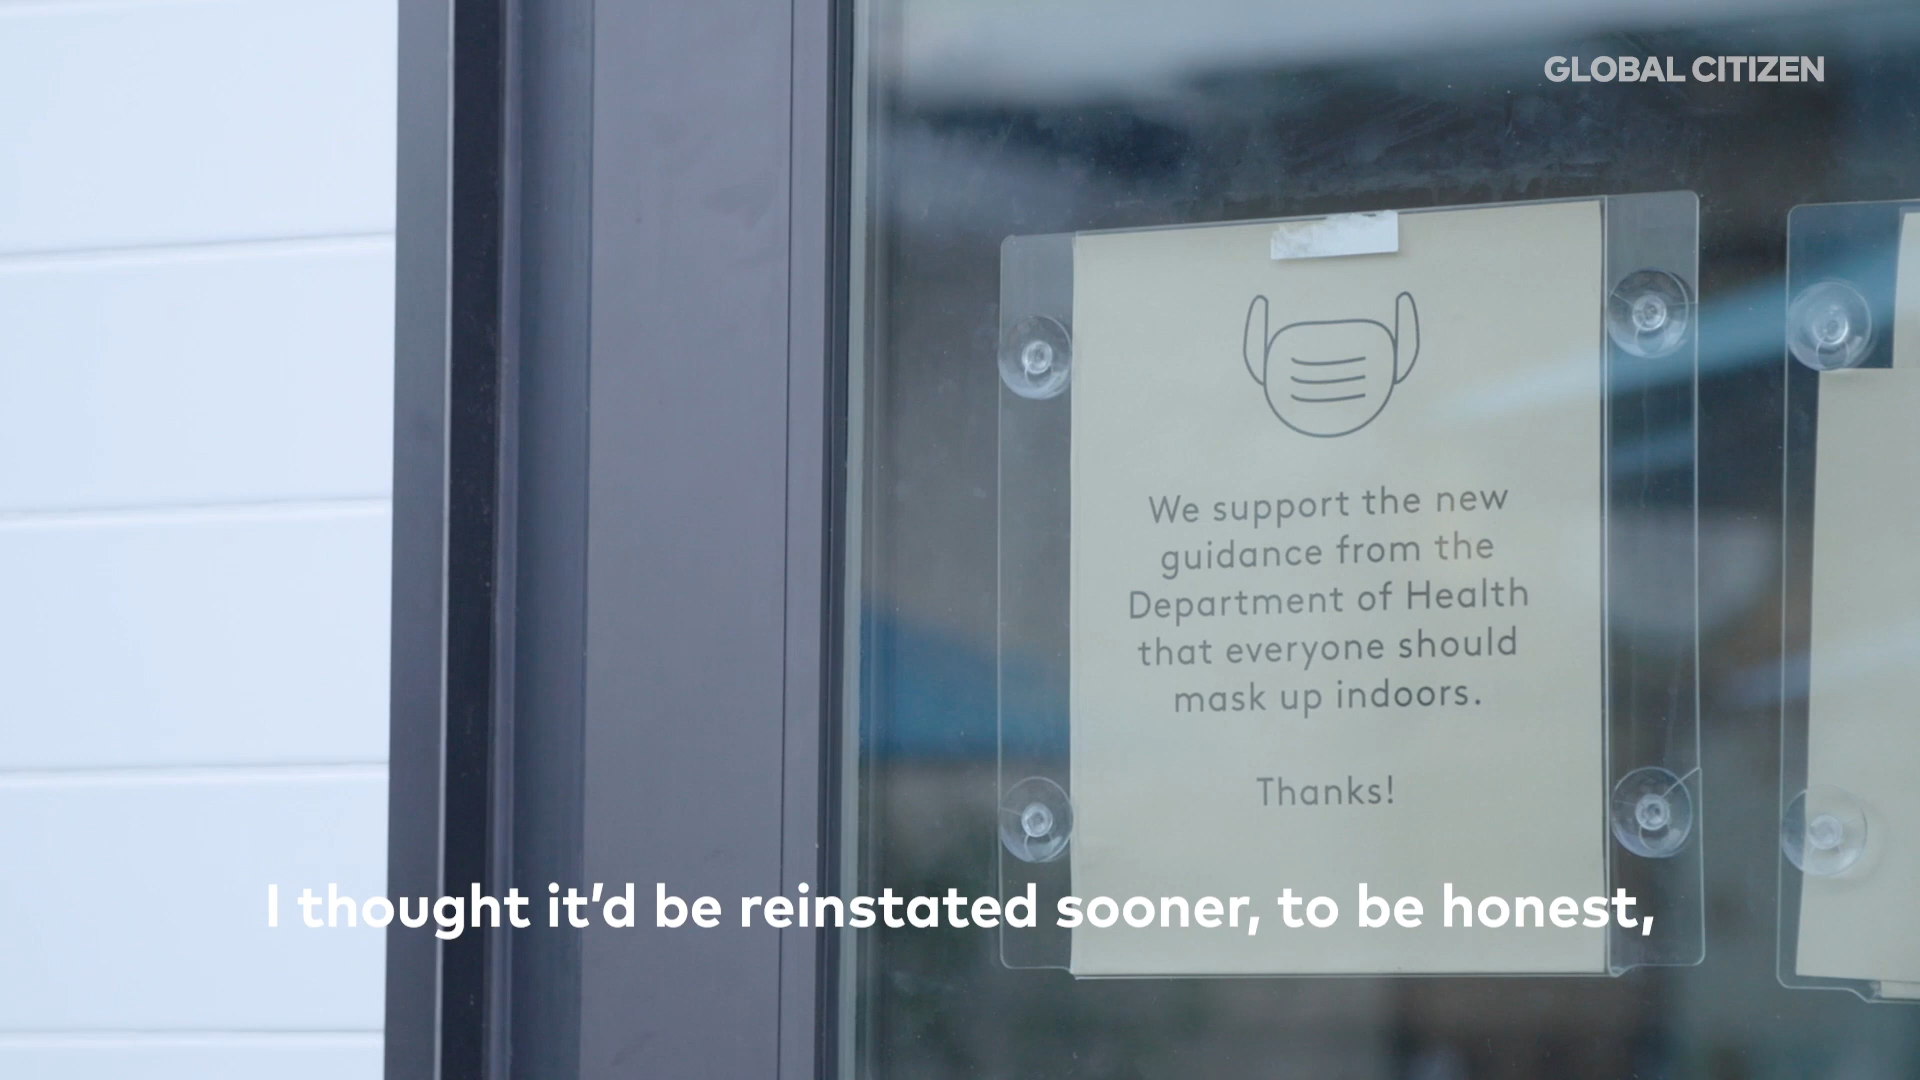 GLOBAL CITIZEN
We support the new
guidance from the
Department of Health
that everyone should
mask up indoors.
Thanks!
I thought it’d be reinstated sooner, to be honest,